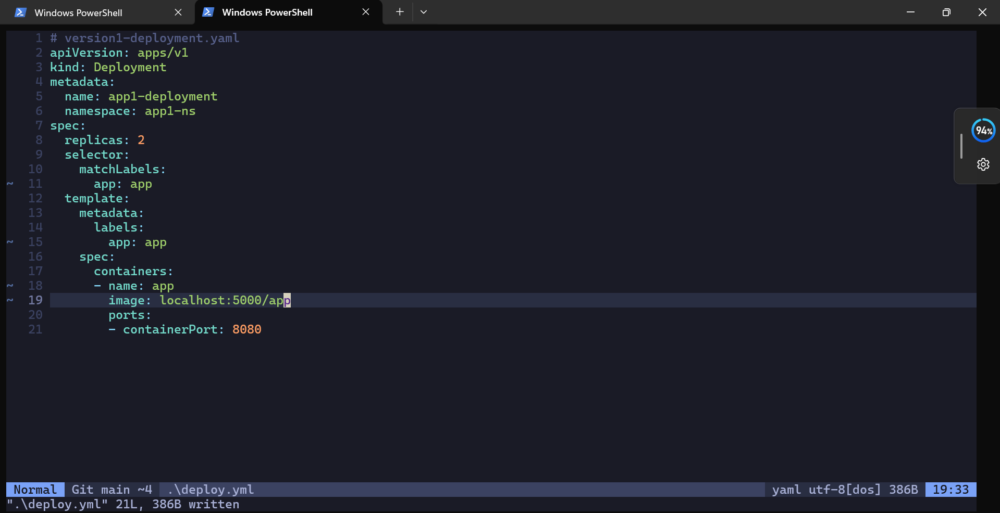 Windows PowerShell
Windows PowerShell
1 # version1-deployment.yaml
2 apiVersion: apps/v1
3 kind: Deployment
4 metadata:
5   name: app1-deployment
6   namespace: app1-ns
7 spec:
8   replicas: 2
9   selector:
10     matchLabels:
~ 11       app: app
12   template:
13     metadata:
14       labels:
~ 15         app: app
16     spec:
17       containers:
~ 18       - name: app
~ 19         image: localhost:5000/app
20         ports:
21         - containerPort: 8080
94%
Normal Git main ~4 .\deploy.yml yaml utf-8[dos] 386B 19:33
".\deploy.yml" 21L, 386B written